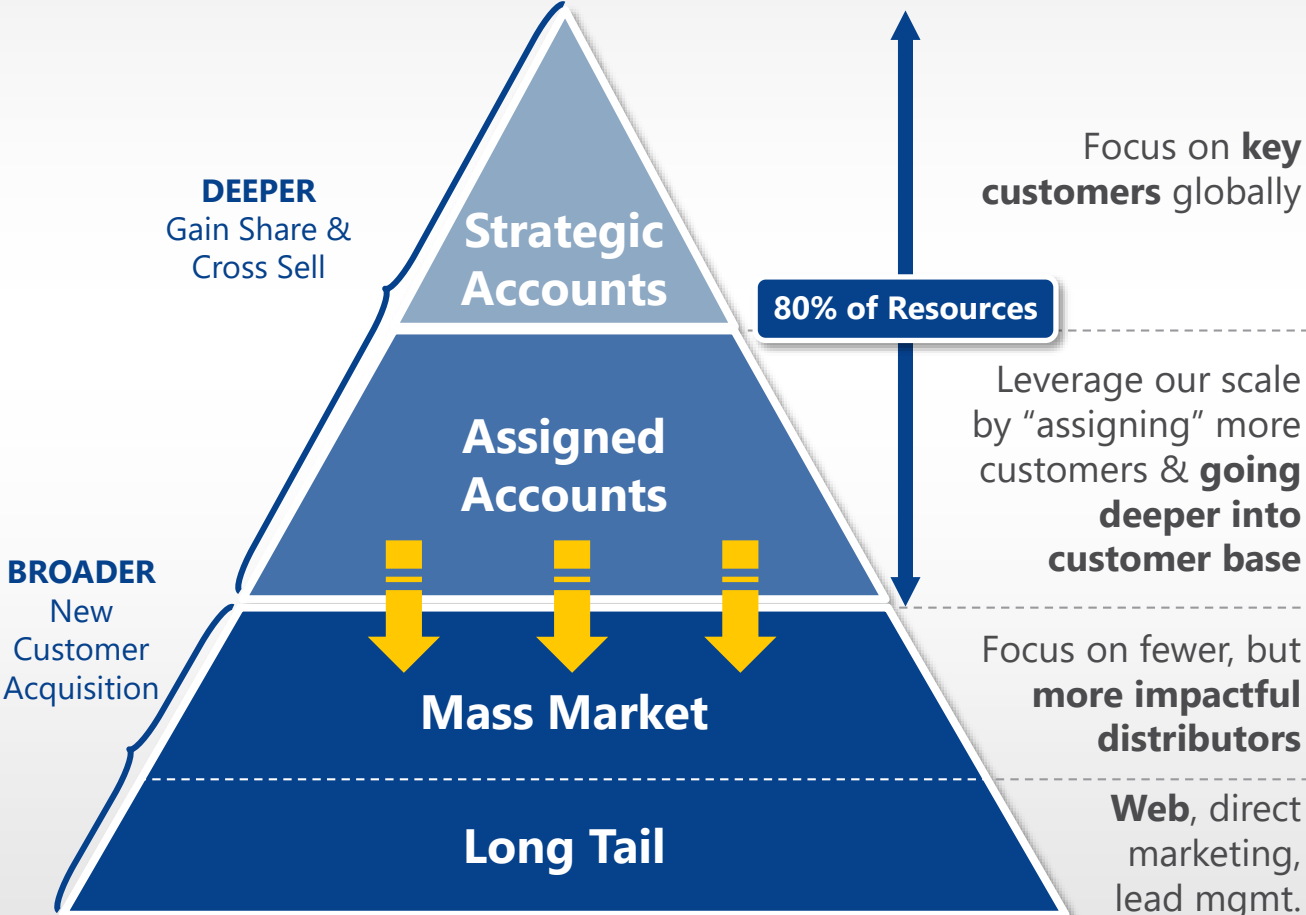 DEEPER
Gain Share &
Cross Sell
Strategic
Accounts
Focus on key
customers globally
80% of Resources
Assigned
Accounts
Leverage our scale
by “assigning” more
customers & going
deeper into
customer base
BROADER
New
Customer
Acquisition
Mass Market
Focus on fewer, but
more impactful
distributors
Long Tail
Web, direct
marketing,
lead mgmt.